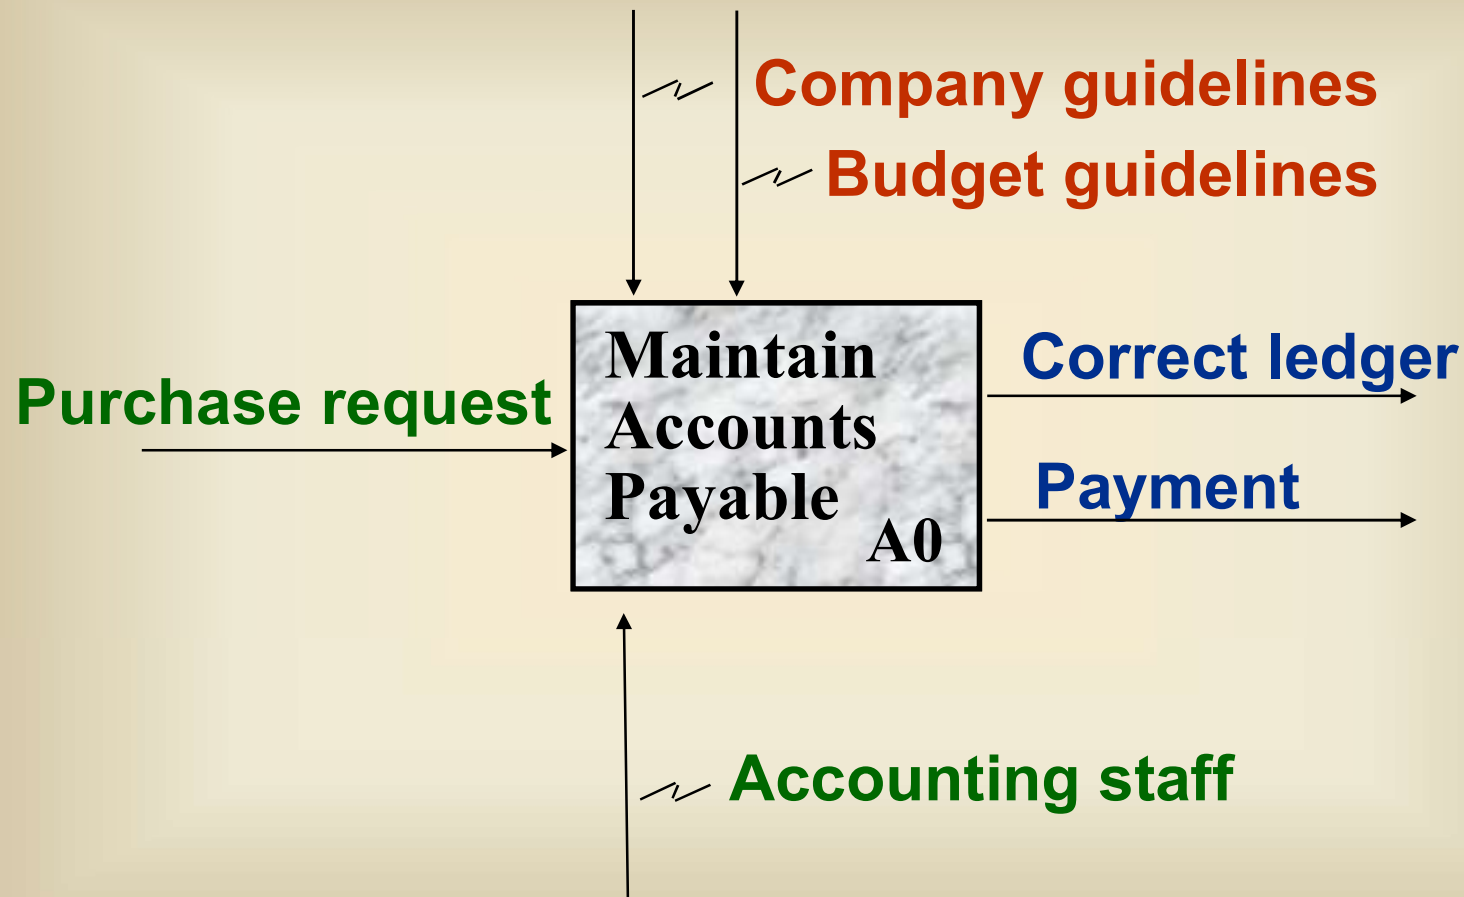 Company guidelines
Budget guidelines
Purchase request
Maintain
Accounts
Payable
A0
Correct ledger
Payment
Accounting staff